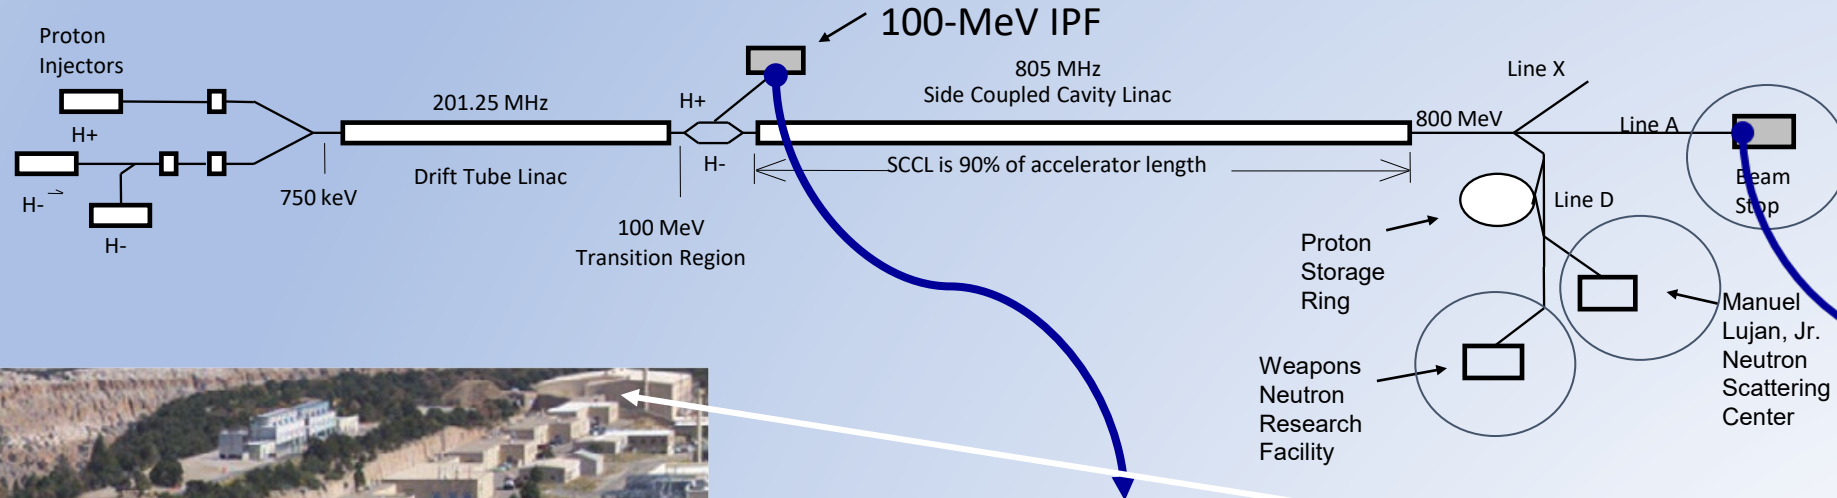 100-MeV IPF
Proton
Injectors
H+
H-
H-
201.25 MHz
Drift Tube Linac
750 keV
H+
H-
100 MeV
Transition Region
805 MHz
Side Coupled Cavity Linac
SCCL is 90% of accelerator length
800 MeV
Line X
Line A
Beam
Stop
Line D
Proton
Storage
Ring
Manuel
Lujan, Jr.
Neutron
Scattering
Center
Weapons
Neutron
Research
Facility